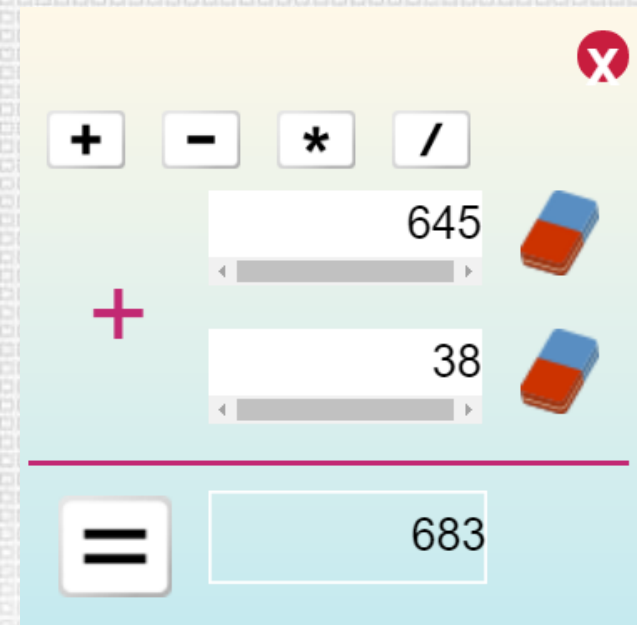 X
+ - * /
645
+
38
= 683